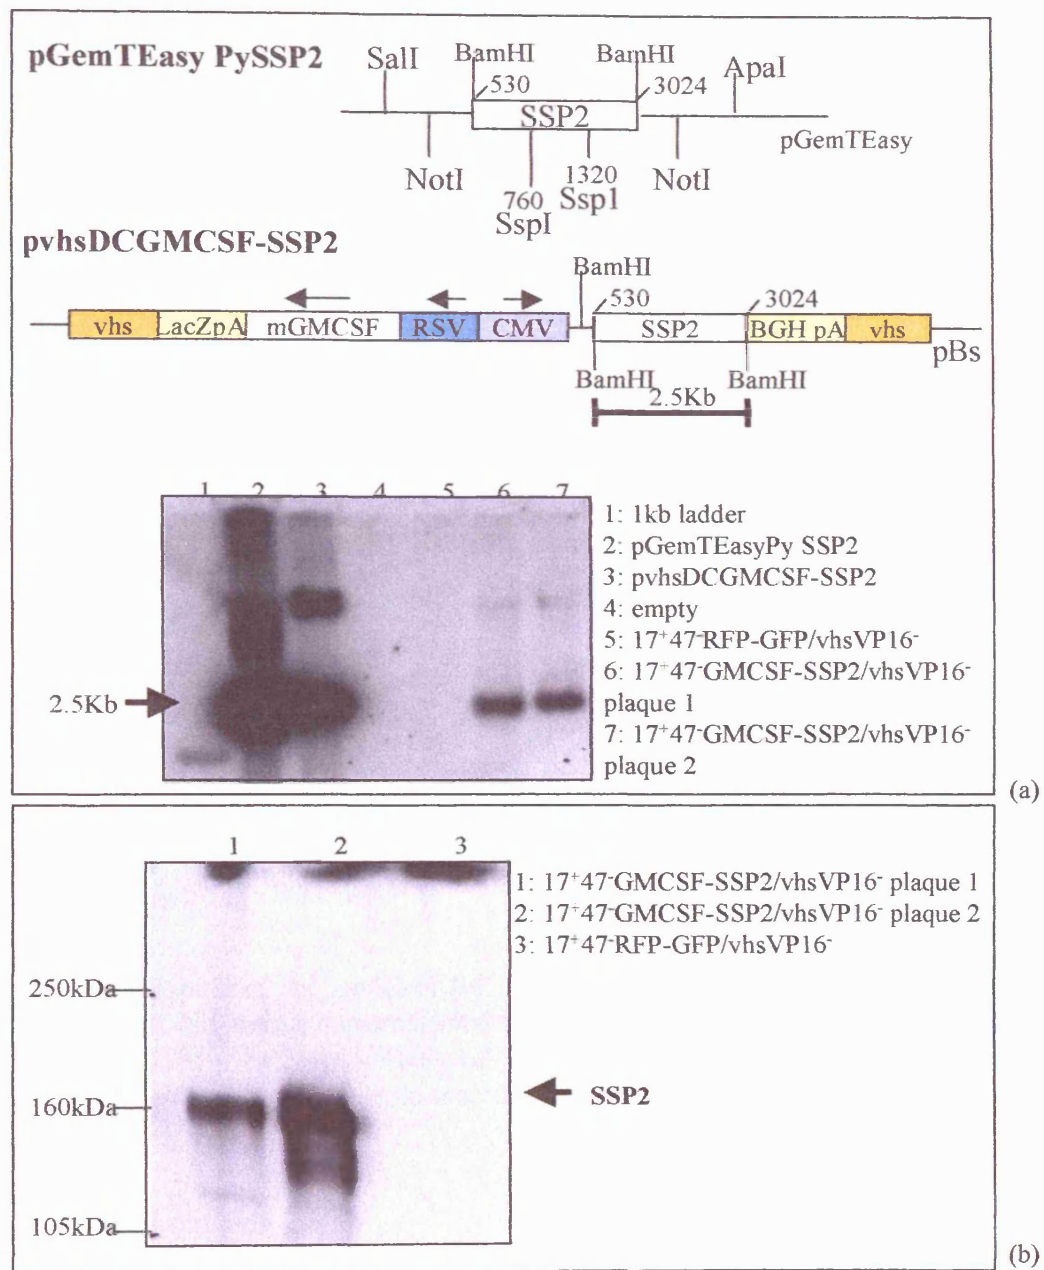 pGemTEasy PySSP2
SalI
BamHI
BamHI
ApaI
530
3024
SSP2
pGemTEasy
NotI
760
SspI
1320
Ssp1
NotI
pvhsDCGMCSF-SSP2
BamHI
530
3024
vhs
LacZpA
mGMCSF
RSV
CMV
SSP2
BGH pA
vhs
pBs
BamHI
BamHI
2.5Kb
1 2 3 4 5 6 7
2.5Kb
1: 1kb ladder
2: pGemTEasyPy SSP2
3: pvhsDCGMCSF-SSP2
4: empty
5: 17⁺47⁻RFP-GFP/vhsVP16⁻
6: 17⁺47⁻GMCSF-SSP2/vhsVP16⁻
plaque 1
7: 17⁺47⁻GMCSF-SSP2/vhsVP16⁻
plaque 2
(a)
1 2 3
1: 17⁺47⁻GMCSF-SSP2/vhsVP16⁻ plaque 1
2: 17⁺47⁻GMCSF-SSP2/vhsVP16⁻ plaque 2
3: 17⁺47⁻RFP-GFP/vhsVP16⁻
250kDa
SSP2
160kDa
105kDa
(b)